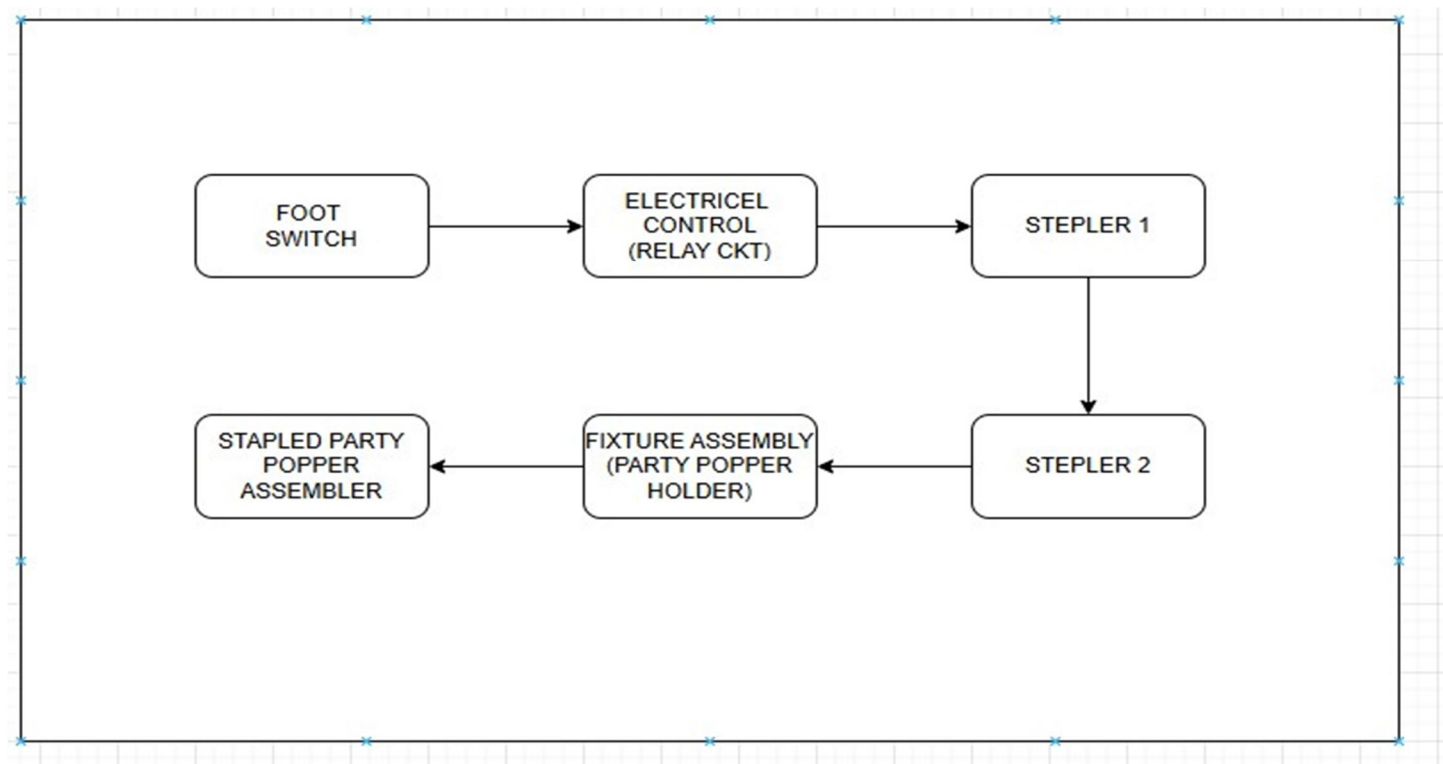 FOOT
SWITCH
ELECTRICEL
CONTROL
(RELAY CKT)
STEPLER 1
STEPLER 2
FIXTURE ASSEMBLY
(PARTY POPPER
HOLDER)
STAPLED PARTY
POPPER
ASSEMBLER